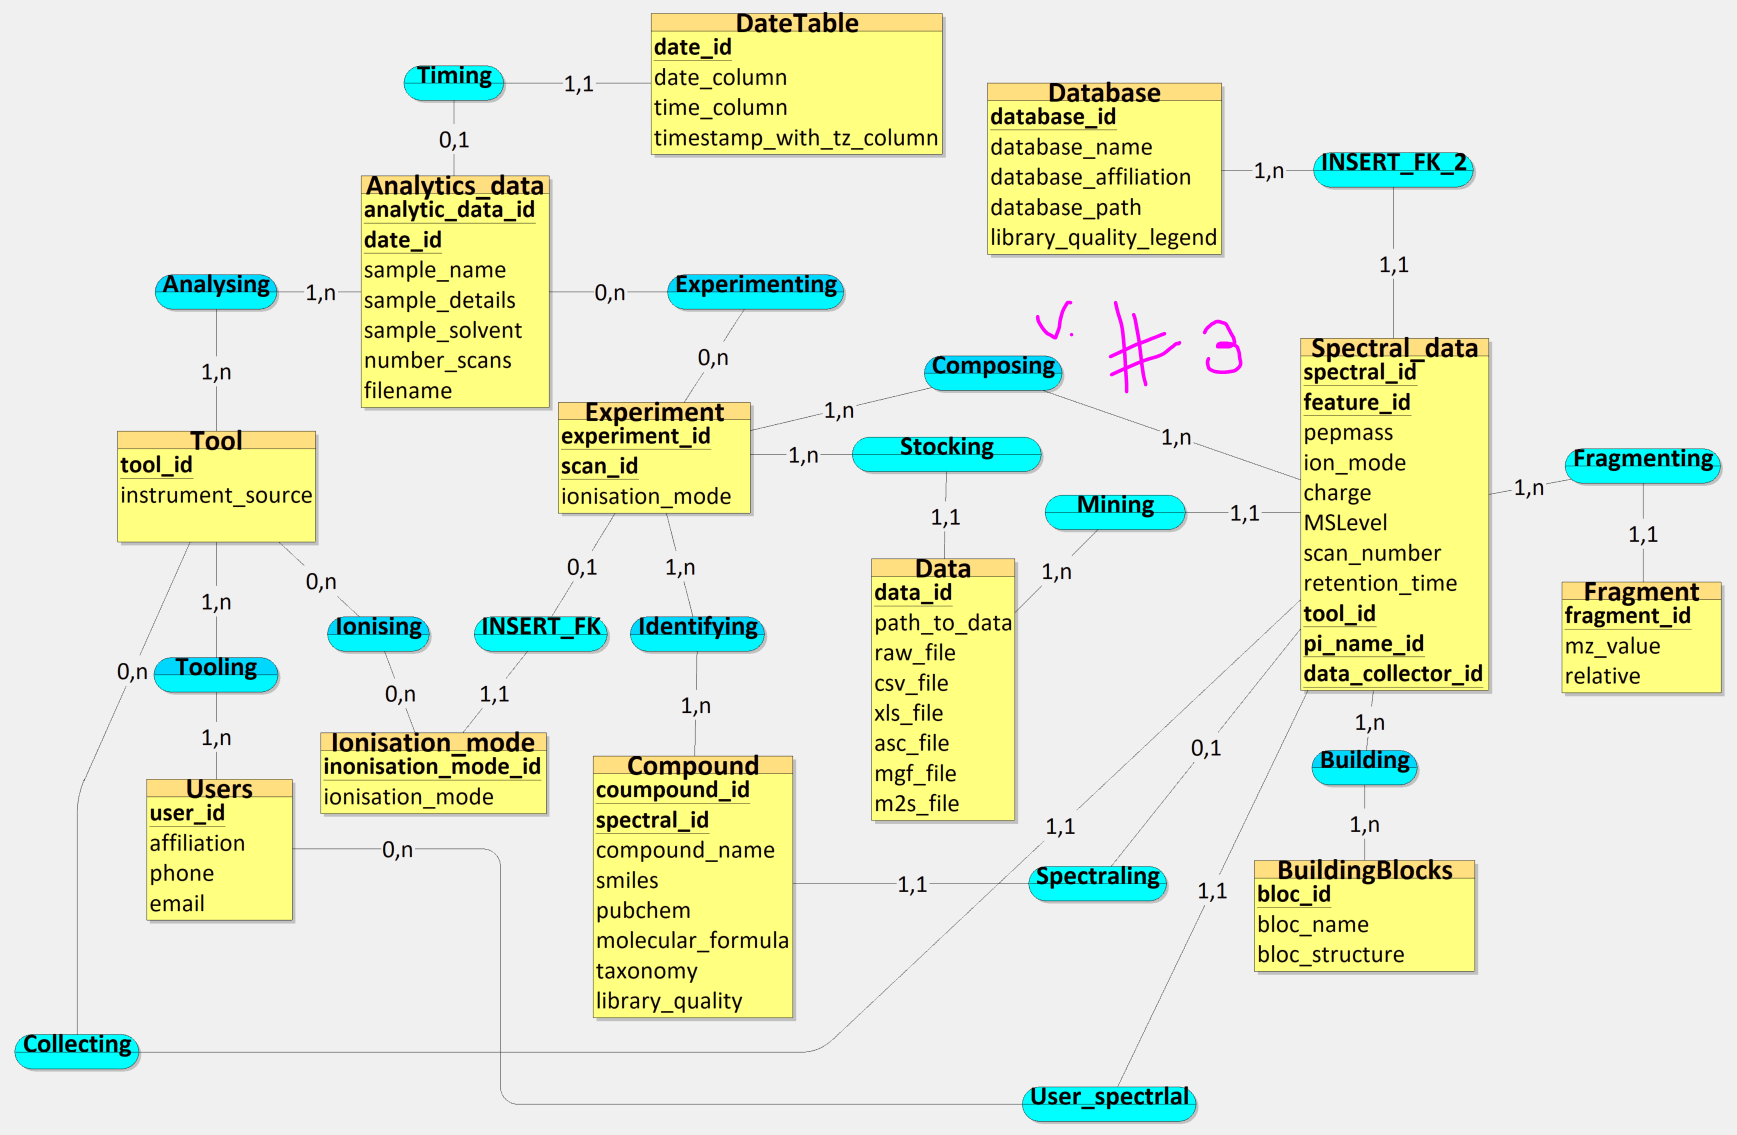 DateTable
date_id
date_column
time_column
timestamp_with_tz_column
Timing
1,1
0,1
Database
database_id
database_name
database_affiliation
database_path
library_quality_legend
1,n
INSERT_FK_2
1,1
Analytics_data
analytic_data_id
date_id
sample_name
sample_details
sample_solvent
number_scans
filename
Analysing
1,n
1,n
0,n
Experimenting
0,n
v. # 3
Composing
1,n
1,n
Experiment
experiment_id
scan_id
ionisation_mode
1,n
Stocking
1,1
Spectral_data
spectral_id
feature_id
pepmass
ion_mode
charge
MSLevel
scan_number
retention_time
tool_id
pi_name_id
data_collector_id
1,n
Fragmenting
1,1
Fragment
fragment_id
mz_value
relative
Mining
1,1
1,n
Tool
tool_id
instrument_source
0,n
1,n
0,n
Ionising
0,n
0,1
INSERT_FK
1,1
1,n
Identifying
1,n
Data
data_id
path_to_data
raw_file
csv_file
xls_file
asc_file
mgf_file
m2s_file
Tooling
1,n
Users
user_id
affiliation
phone
email
0,n
Ionisation_mode
inonisation_mode_id
ionisation_mode
Compound
coumpound_id
spectral_id
compound_name
smiles
pubchem
molecular_formula
taxonomy
library_quality
1,1
Spectraling
0,1
1,1
1,1
1,n
Building
1,n
BuildingBlocks
bloc_id
bloc_name
bloc_structure
Collecting
User_spectrlal